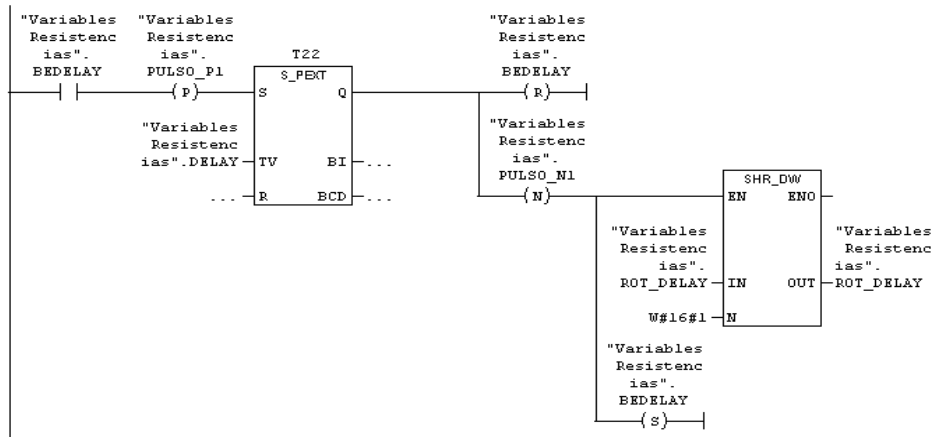 "Variables
Resistenc
ias".
BEDELAY
"Variables
Resistenc
ias".
PULSO_P1
(P)
T22
S_PEXT
S
Q
"Variables
Resistenc
ias".DELAY
TV
BI
...
...
R
BCD
...
"Variables
Resistenc
ias".
BEDELAY
(R)
"Variables
Resistenc
ias".
PULSO_N1
(N)
SHR_DW
EN
ENO
"Variables
Resistenc
ias".
ROT_DELAY
IN
OUT
"Variables
Resistenc
ias".
ROT_DELAY
W#16#1
N
"Variables
Resistenc
ias".
BEDELAY
(S)